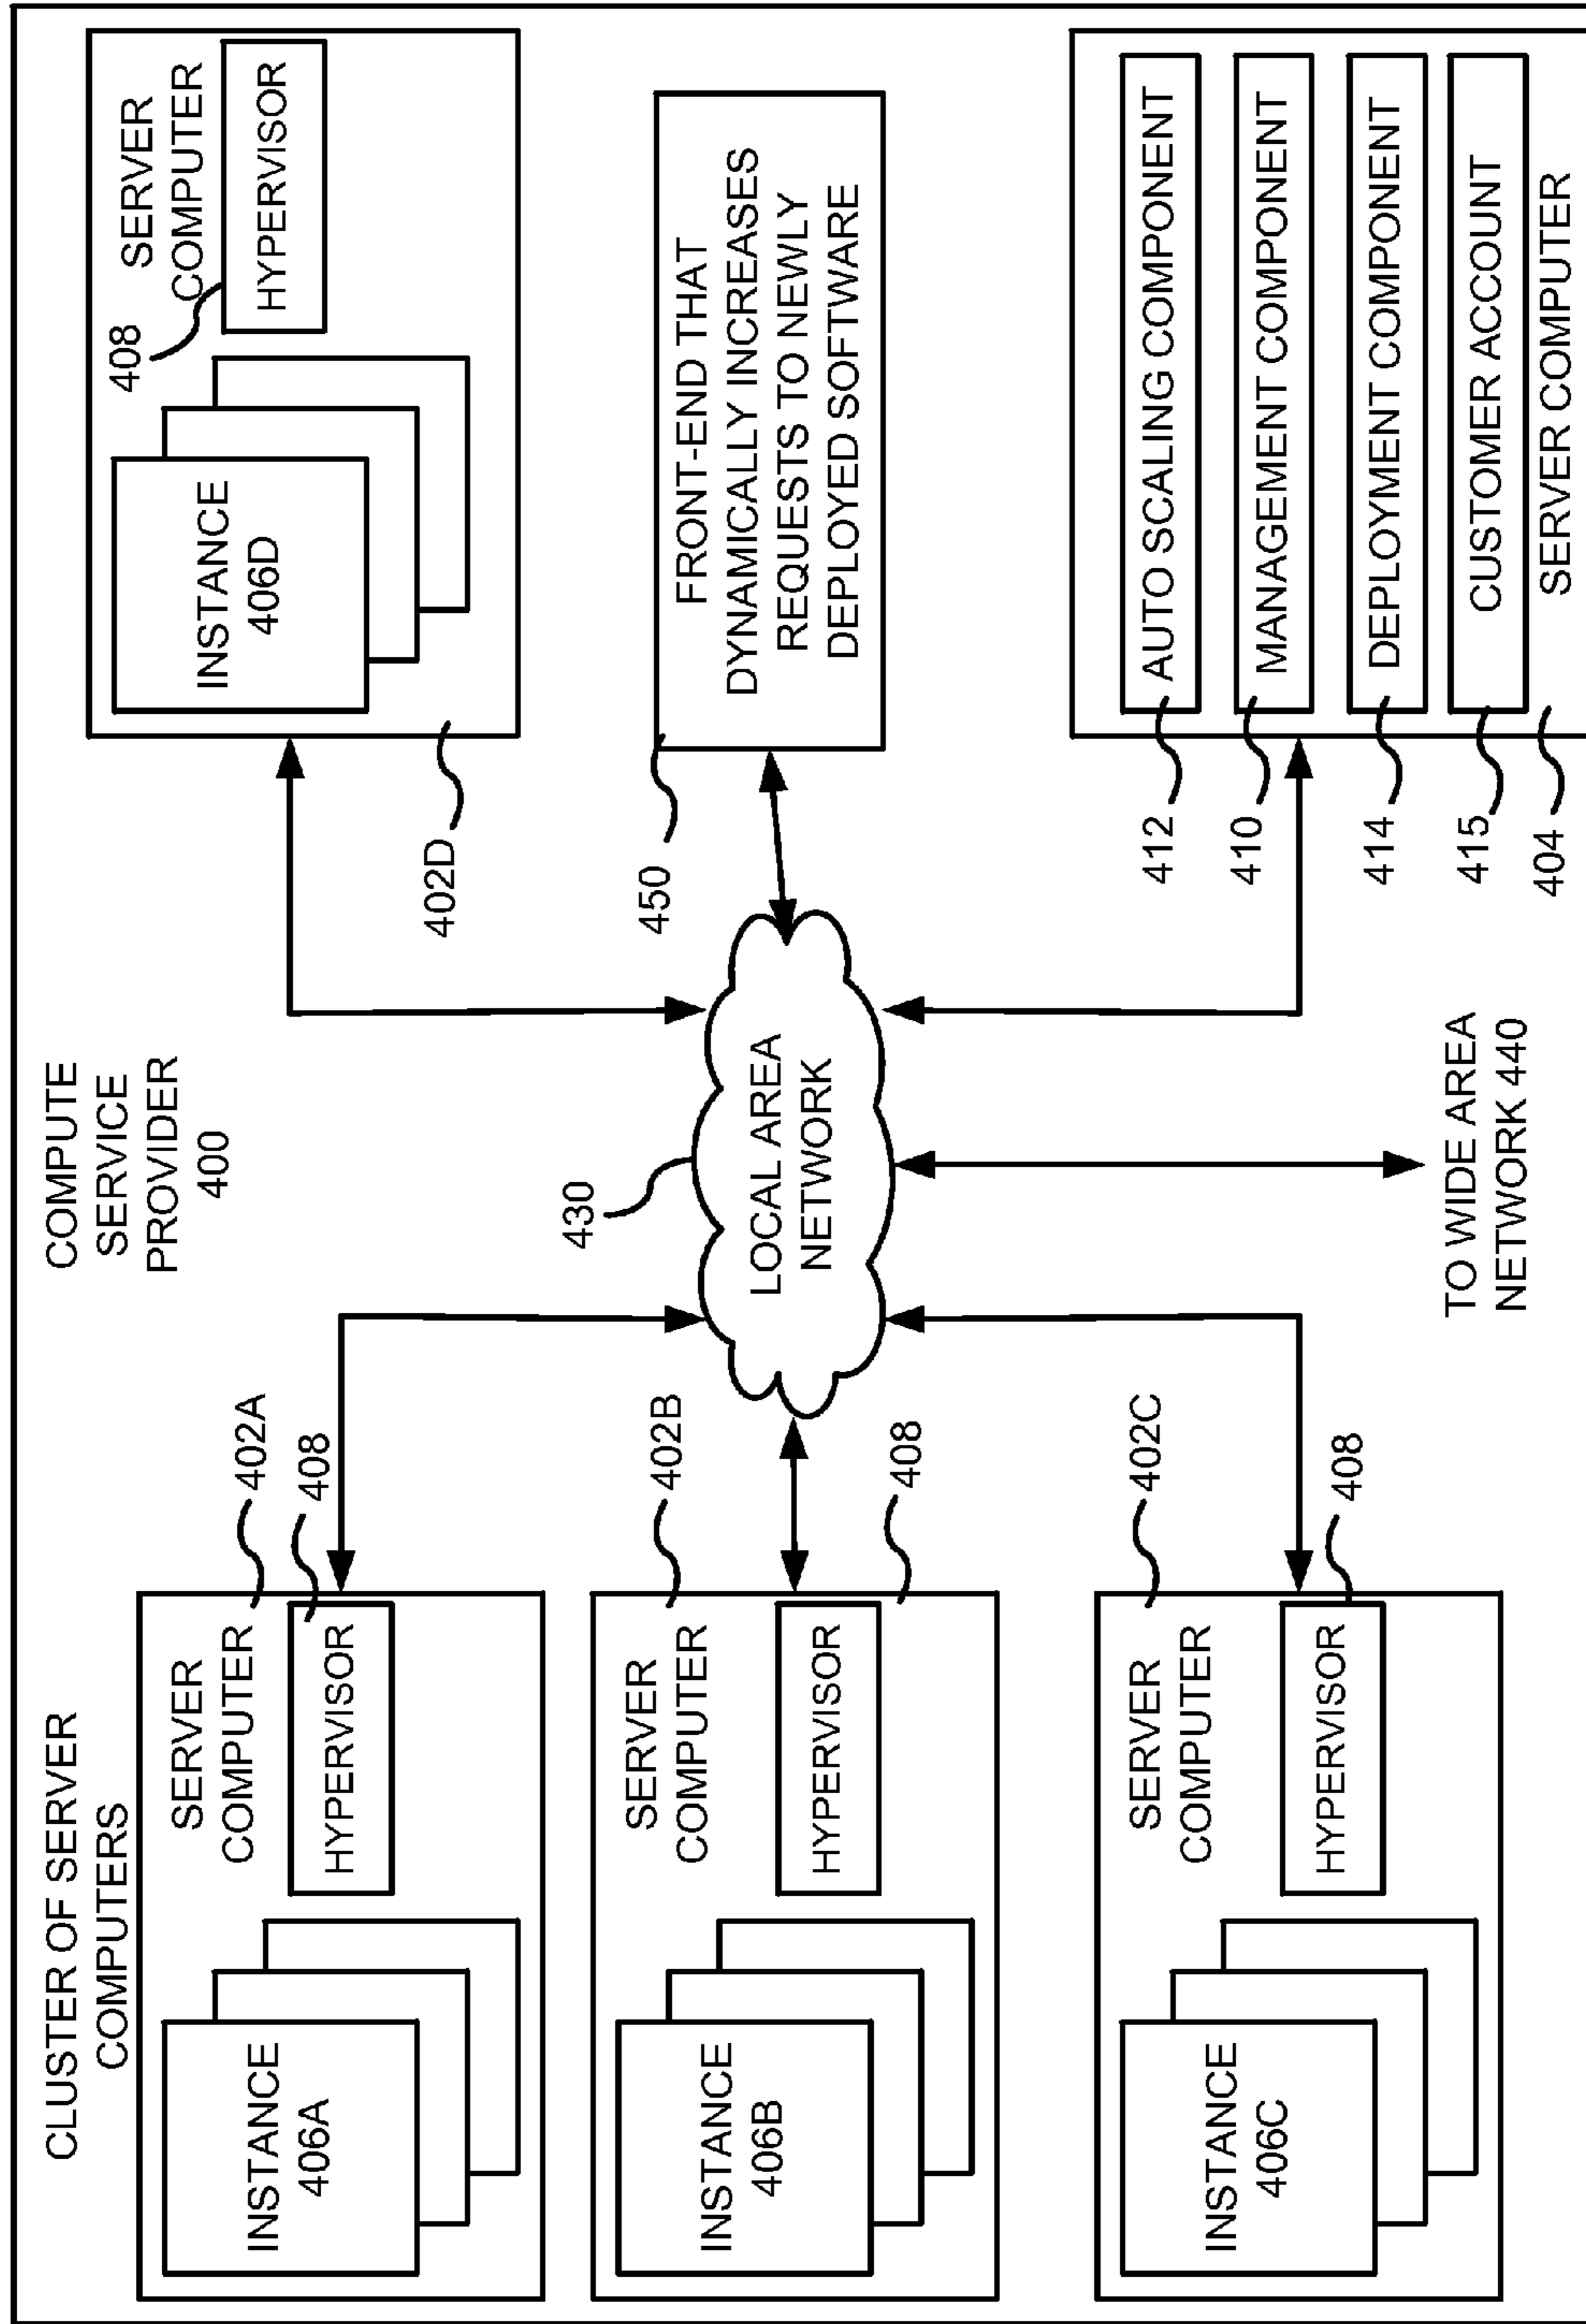 CLUSTER OF SERVER
COMPUTERS
COMPUTE
SERVICE
PROVIDER
400
SERVER
COMPUTER
HYPERVISOR
INSTANCE
406A
402A
408
SERVER
COMPUTER
HYPERVISOR
INSTANCE
406B
402B
408
SERVER
COMPUTER
HYPERVISOR
INSTANCE
406C
402C
408
430
LOCAL AREA
NETWORK
TO WIDE AREA
NETWORK 440
408
SERVER
COMPUTER
HYPERVISOR
INSTANCE
406D
402D
450
FRONT-END THAT
DYNAMICALLY INCREASES
REQUESTS TO NEWLY
DEPLOYED SOFTWARE
412
AUTO SCALING COMPONENT
410
MANAGEMENT COMPONENT
414
DEPLOYMENT COMPONENT
415
CUSTOMER ACCOUNT
404
SERVER COMPUTER